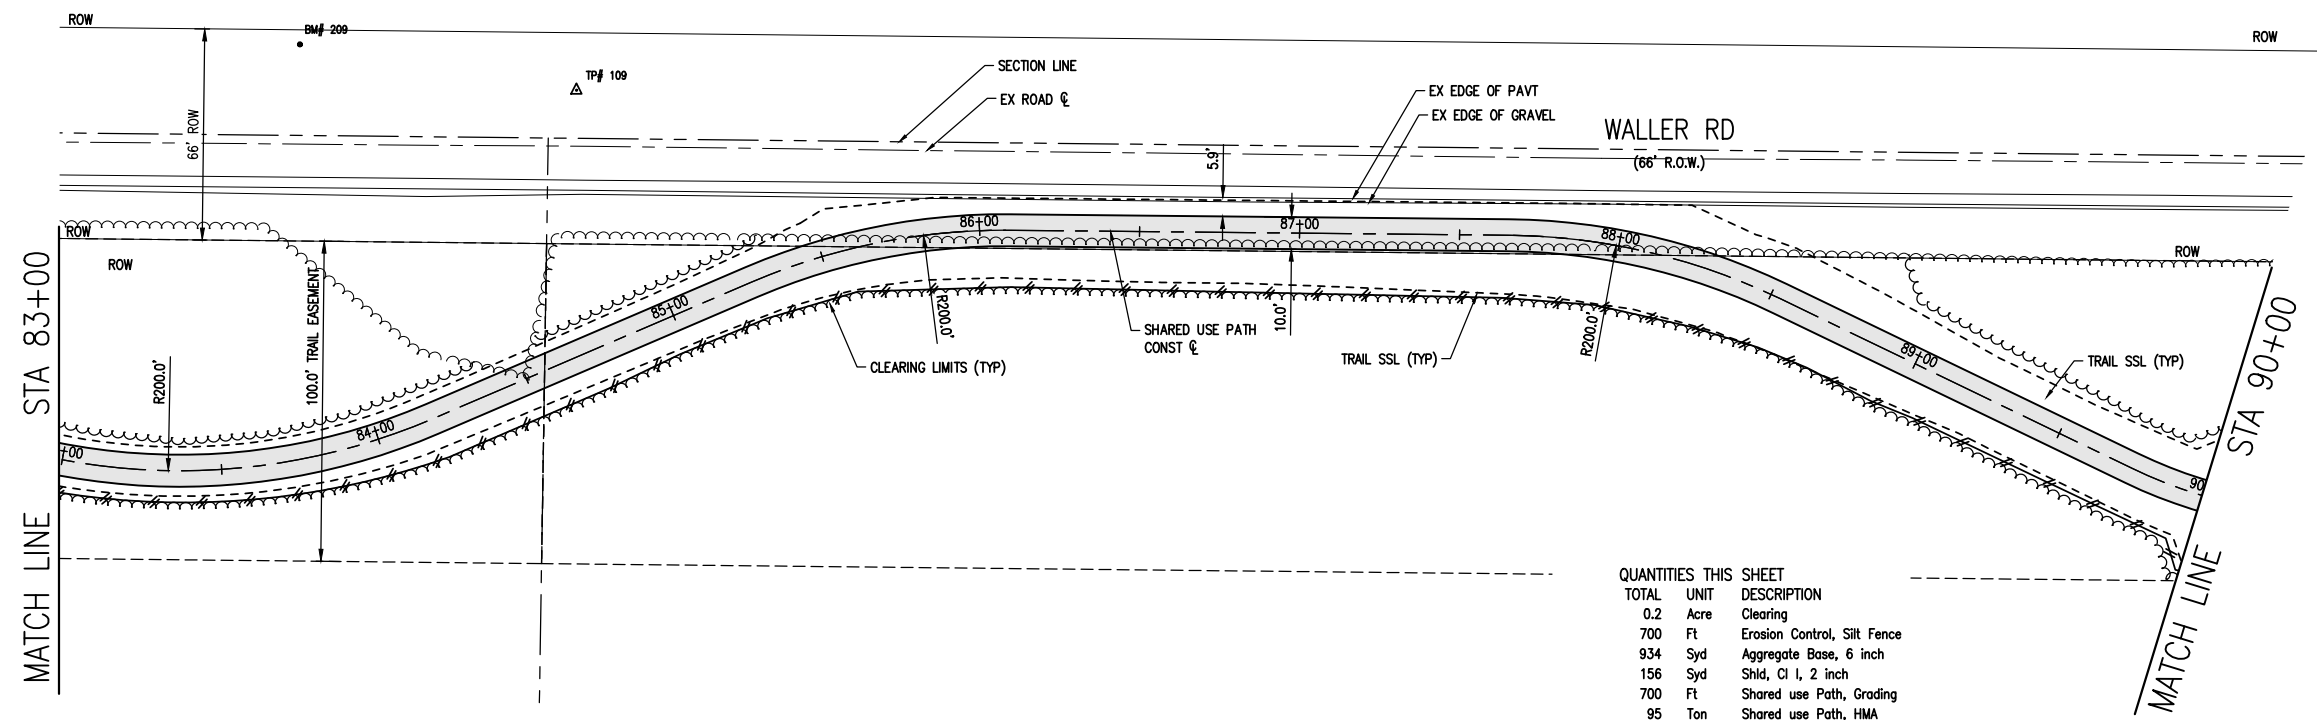 ROW
BM# 209
ROW
TP# 109
SECTION LINE
EX ROAD ℄
EX EDGE OF PAVT
EX EDGE OF GRAVEL
WALLER RD
(66' R.O.W.)
66' ROW
5.9'
ROW
ROW
ROW
86+00
87+00
88+00
85+00
84+00
+00
89+00
90
1000.0' TRAIL EASEMENT
R200.0'
R200.0'
10.0'
R200.0'
SHARED USE PATH
CONST ℄
CLEARING LIMITS (TYP)
TRAIL SSL (TYP)
TRAIL SSL (TYP)
MATCH LINE STA 83+00
MATCH LINE STA 90+00
QUANTITIES THIS SHEET
TOTAL UNIT DESCRIPTION
0.2 Acre Clearing
700 Ft Erosion Control, Silt Fence
934 Syd Aggregate Base, 6 inch
156 Syd Shld, Cl I, 2 inch
700 Ft Shared use Path, Grading
95 Ton Shared use Path, HMA